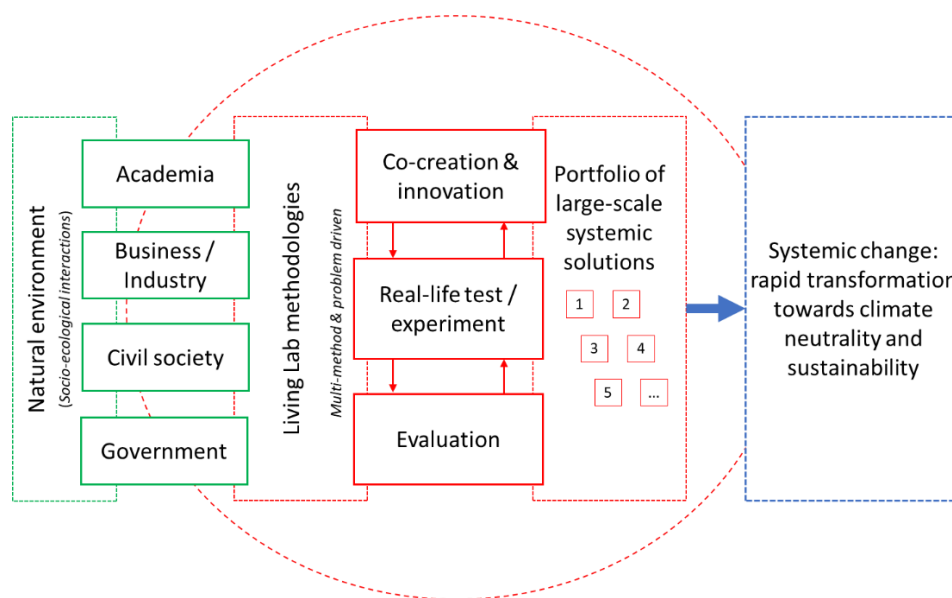 Natural environment
(Socio-ecological interactions)
Academia
Business /
Industry
Civil society
Government
Living Lab methodologies
Multi-method & problem driven
Co-creation &
innovation
Real-life test /
experiment
Evaluation
Portfolio of
large-scale
systemic
solutions
1 2
3 4
5 ...
Systemic change:
rapid transformation
towards climate
neutrality and
sustainability